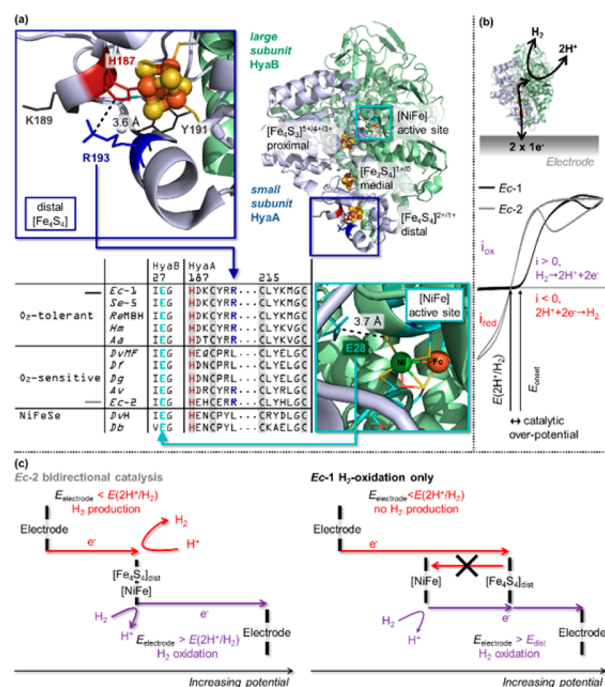 (a)
H187
K189
3.6 Å
Y191
R193
distal
[Fe4S4]
large
subunit
HyaB
small
subunit
HyaA
[Fe4S3]5+/4+/3+
proximal
[NiFe]
active site
[Fe3S4]1+/0
medial
[Fe4S4]2+/1+
distal
HyaB HyaA
27 187 215
O2-tolerant
Ec-1 IEG HDKCYRR... CLYKMGC
Se-5 IEG HDKCYRR... CLYKMGC
ReMBH IEG HDKCYRR... CLYKMGC
Hm IEG HDKCYRR... CLYKVGC
Aa IEG HDTCYRR... CLYKVGC
O2-sensitive
DvMF IEG HEQCPRL... CLYELGC
Df IEG HDNCPRL... CLYELGC
Dg IEG HDNCPRL... CLYELGC
Av IEG HDRCYRR... CLYELGC
Ec-2 IEG HEHCERR... CLYHLGC
NiFeSe
DvH IEG HENCPYL... CRYDLGC
Db VEG HNNCPYL... CKAELGC
[NiFe]
active site
3.7 Å
E28
Ni
Fe
(b)
H2
2H+
2 x 1e-
Electrode
Ec-1
Ec-2
iox
i > 0,
H2→2H++2e-
i < 0,
2H++2e-→H2
ired
E(2H+/H2)
Eonset
↔ catalytic
over-potential
(c)
Ec-2 bidirectional catalysis
Eelectrode < E(2H+/H2)
H2 production
Electrode
H2
e-
H+
[Fe4S4]dist
[NiFe]
H2
e-
H+
Eelectrode > E(2H+/H2)
H2 oxidation
Electrode
Increasing potential
Ec-1 H2-oxidation only
Eelectrode<E(2H+/H2)
no H2 production
Electrode
e-
[NiFe]
[Fe4S4]dist
H2
e-
H+
Eelectrode > Edist
H2 oxidation
Electrode
Increasing potential